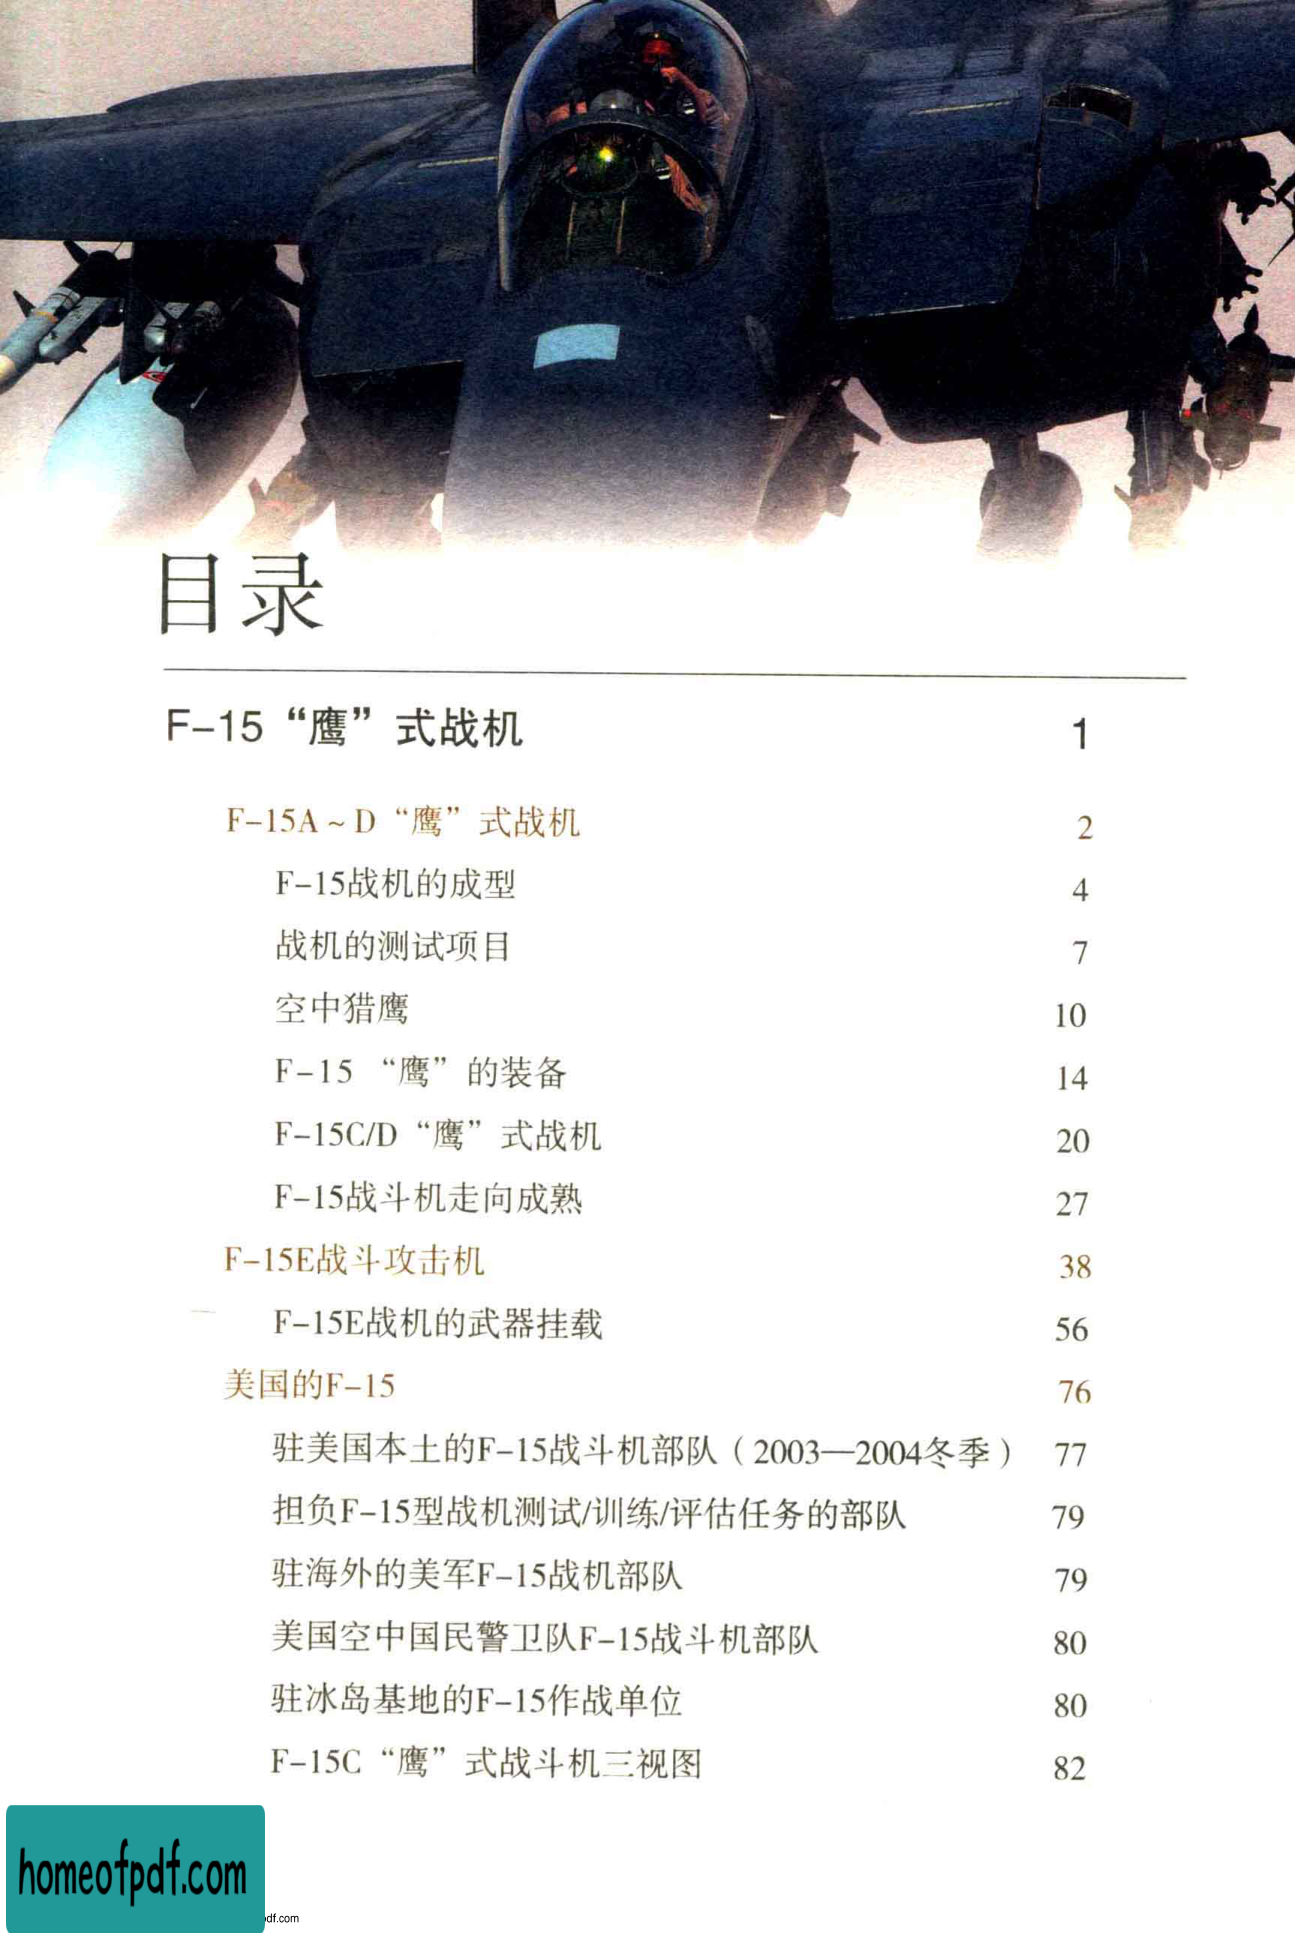 目录
F-15“鹰”式战机 1
F-15A~D“鹰”式战机 2
F-15战机的成型 4
战机的测试项目 7
空中猎鹰 10
F-15 “鹰”的装备 14
F-15C/D“鹰”式战机 20
F-15战斗机走向成熟 27
F-15E战斗攻击机 38
F-15E战机的武器挂载 56
美国的F-15 76
驻美国本土的F-15战斗机部队（2003—2004冬季） 77
担负F-15型战机测试/训练/评估任务的部队 79
驻海外的美军F-15战机部队 79
美国空中国民警卫队F-15战斗机部队 80
驻冰岛基地的F-15作战单位 80
F-15C“鹰”式战斗机三视图 82
homeofpdf.com
df.com